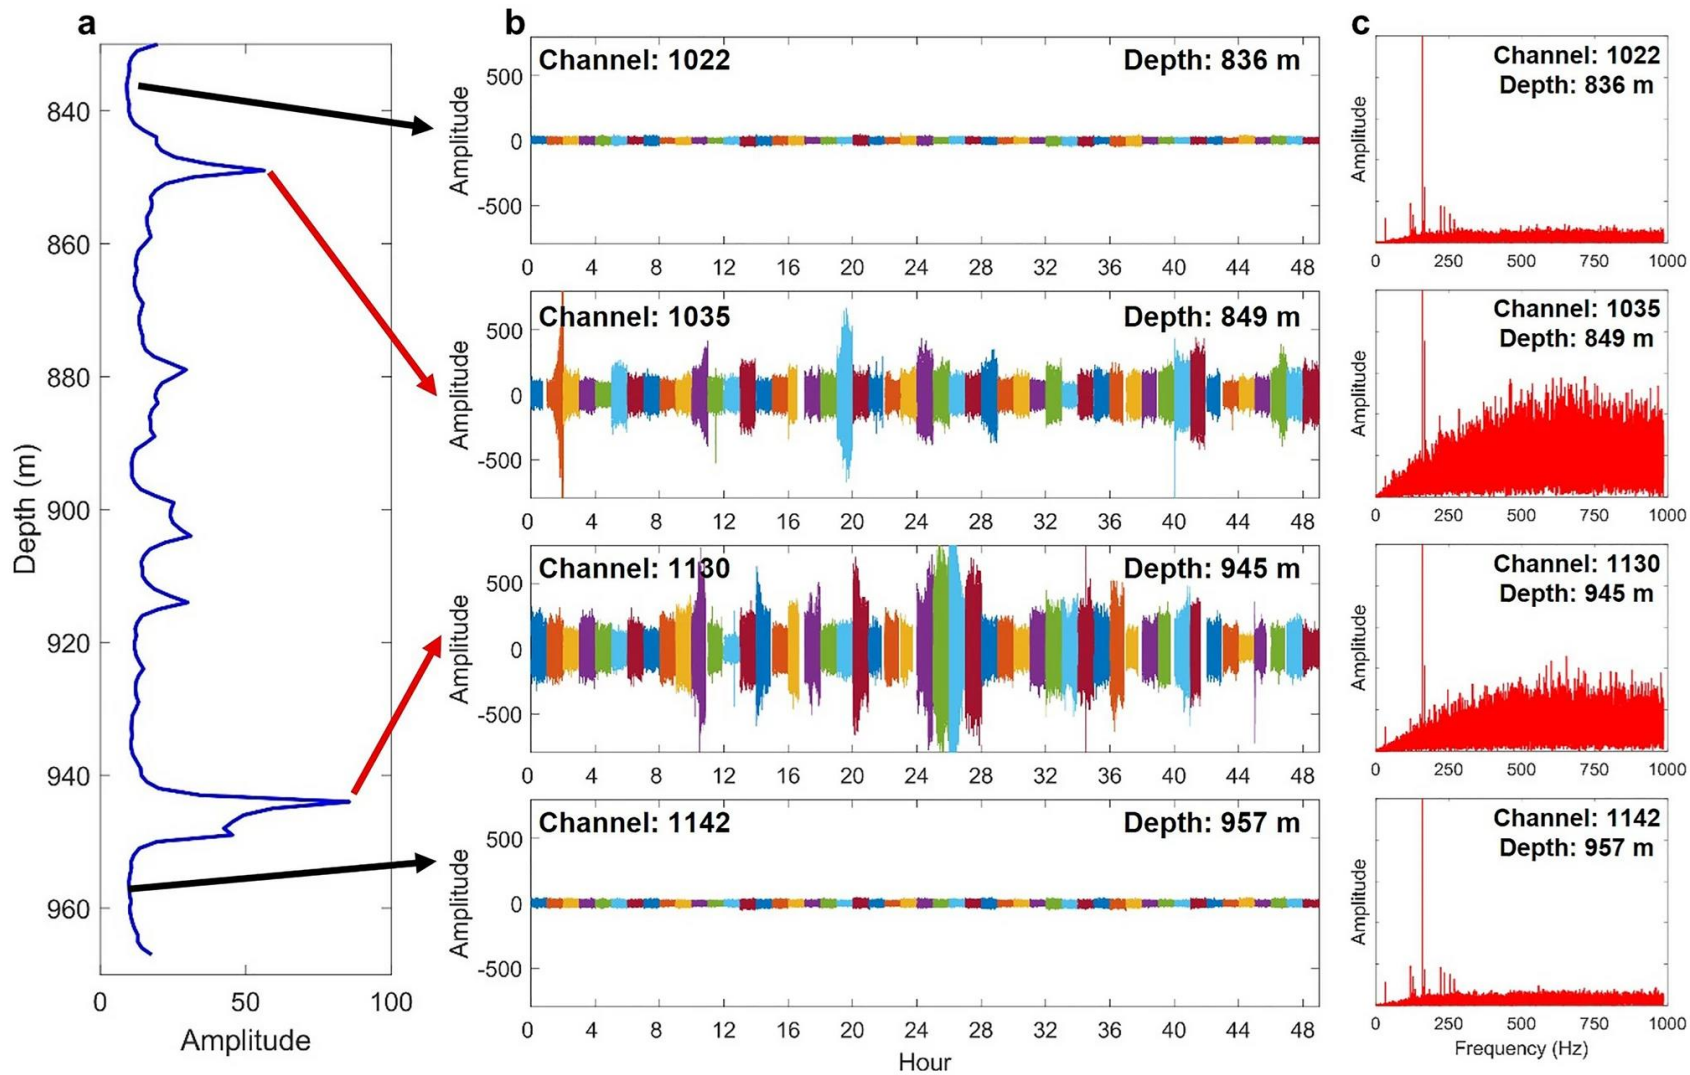 a
840
860
880
900
920
940
960
Depth (m)
0 50 100
Amplitude
b
Channel: 1022 Depth: 836 m
500
0
-500
Amplitude
0 4 8 12 16 20 24 28 32 36 40 44 48
Channel: 1035 Depth: 849 m
500
0
-500
Amplitude
0 4 8 12 16 20 24 28 32 36 40 44 48
Channel: 1130 Depth: 945 m
500
0
-500
Amplitude
0 4 8 12 16 20 24 28 32 36 40 44 48
Channel: 1142 Depth: 957 m
500
0
-500
Amplitude
0 4 8 12 16 20 24 28 32 36 40 44 48
Hour
c
Channel: 1022
Depth: 836 m
Amplitude
0 250 500 750 1000
Channel: 1035
Depth: 849 m
Amplitude
0 250 500 750 1000
Channel: 1130
Depth: 945 m
Amplitude
0 250 500 750 1000
Channel: 1142
Depth: 957 m
Amplitude
0 250 500 750 1000
Frequency (Hz)